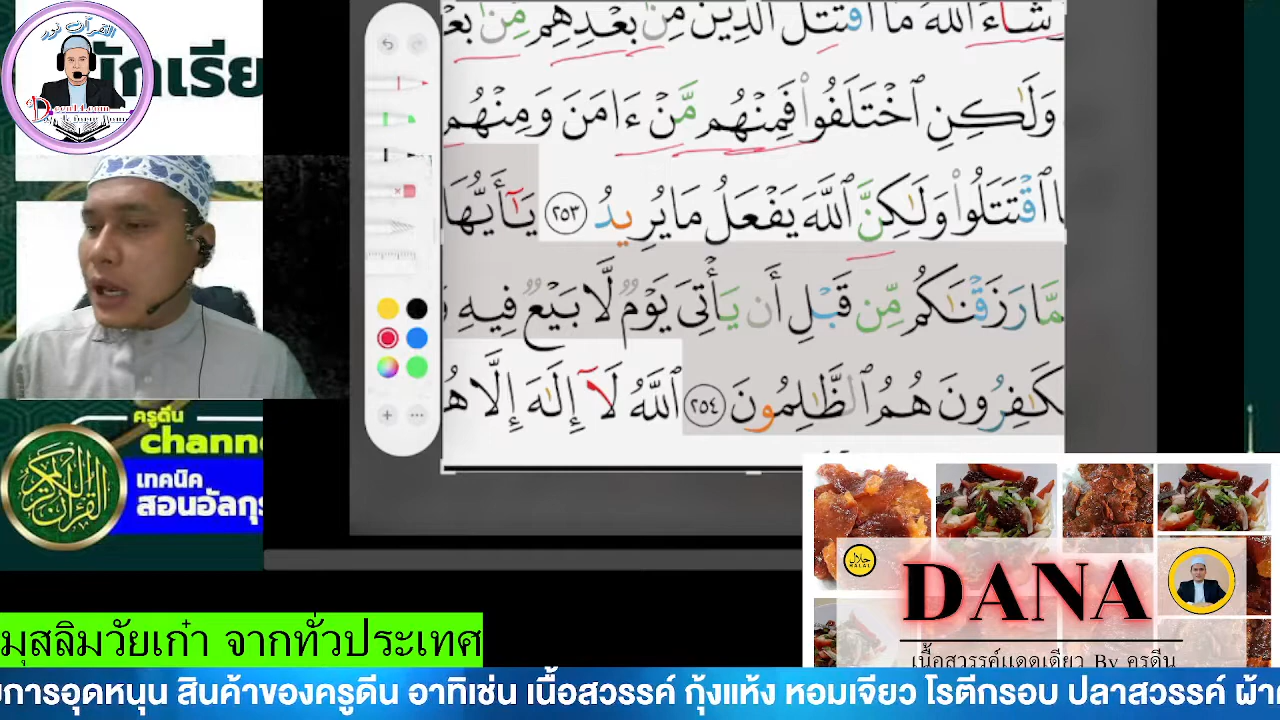 القرآن نور
นักเรีย
شَآءَ ٱللَّهُ مَا ٱقْتَتَلَ ٱلَّذِينَ مِنۢ بَعْدِهِم مِّنۢ بَعْ
وَلَـٰكِنِ ٱخْتَلَفُوا۟ فَمِنْهُم مَّنْ ءَامَنَ وَمِنْهُم
ٱقْتَتَلُوا۟ وَلَـٰكِنَّ ٱللَّهَ يَفْعَلُ مَا يُرِيدُ ٢٥٣ يَـٰٓأَيُّهَا
مِمَّا رَزَقْنَـٰكُم مِّن قَبْلِ أَن يَأْتِىَ يَوْمٌ لَّا بَيْعٌ فِيهِ
كَـٰفِرُونَ هُمُ ٱلظَّـٰلِمُونَ ٢٥٤ ٱللَّهُ لَآ إِلَـٰهَ إِلَّا هُ
ครูดีน
channe
เทคนิค
สอนอัลกุร
حلال
HALAL
DANA
เนื้อสวรรค์แดดเดียว By ครูดีน
มุสลิมวัยเก๋า จากทั่วประเทศ
การอุดหนุน สินค้าของครูดีน อาทิเช่น เนื้อสวรรค์ กุ้งแห้ง หอมเจียว โรตีกรอบ ปลาสวรรค์